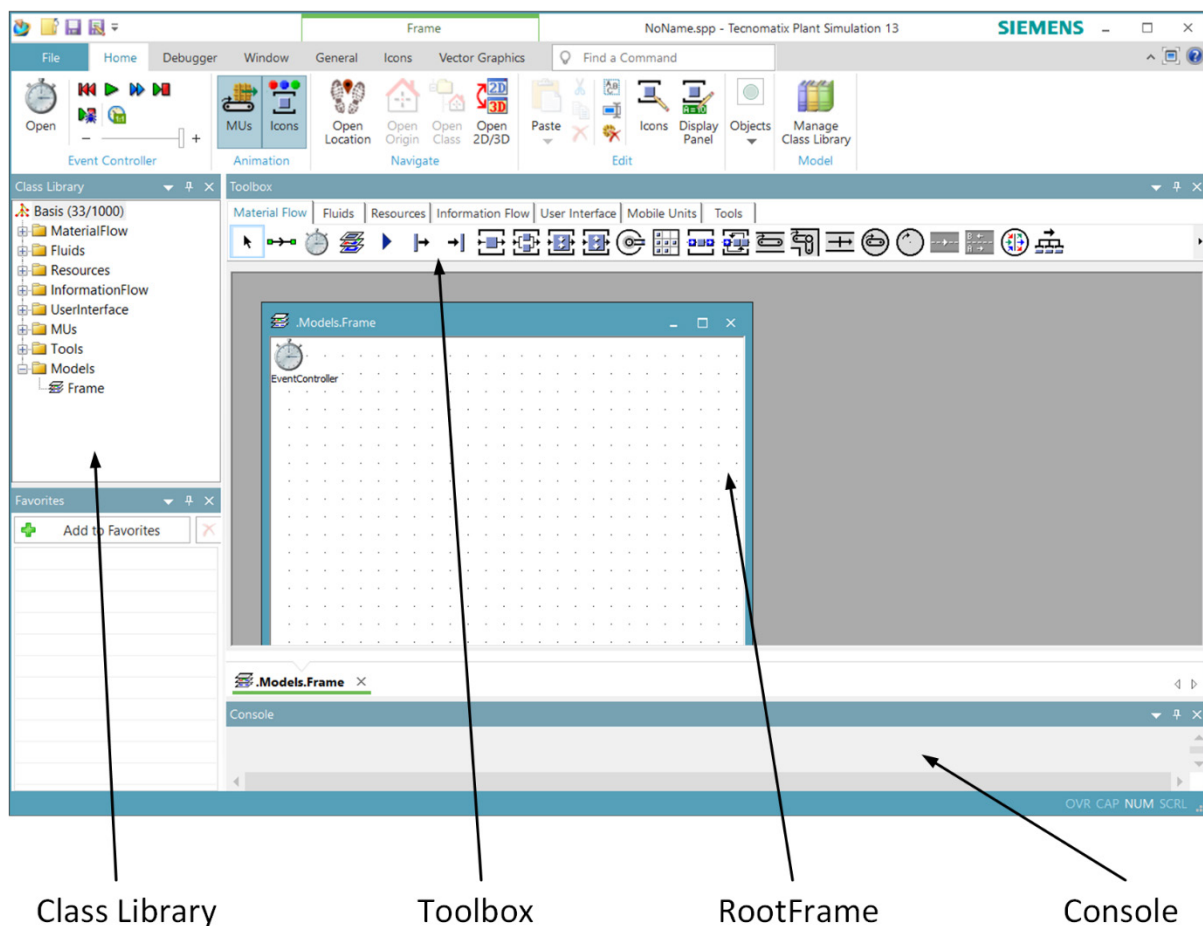 Frame
NoName.spp - Tecnomatix Plant Simulation 13
SIEMENS
File Home Debugger Window General Icons Vector Graphics Find a Command
Open
MUs
Icons
Open Location
Open Origin
Open Class
2D
3D
Open 2D/3D
Paste
Icons
Display Panel
Objects
Manage Class Library
- +
Event Controller Animation Navigate Edit Model
Class Library
Basis (33/1000)
MaterialFlow
Fluids
Resources
InformationFlow
UserInterface
MUs
Tools
Models
Frame
Favorites
Add to Favorites
Toolbox
Material Flow Fluids Resources Information Flow User Interface Mobile Units Tools
.Models.Frame
EventController
.Models.Frame
Console
OVR CAP NUM SCRL
Class Library Toolbox RootFrame Console